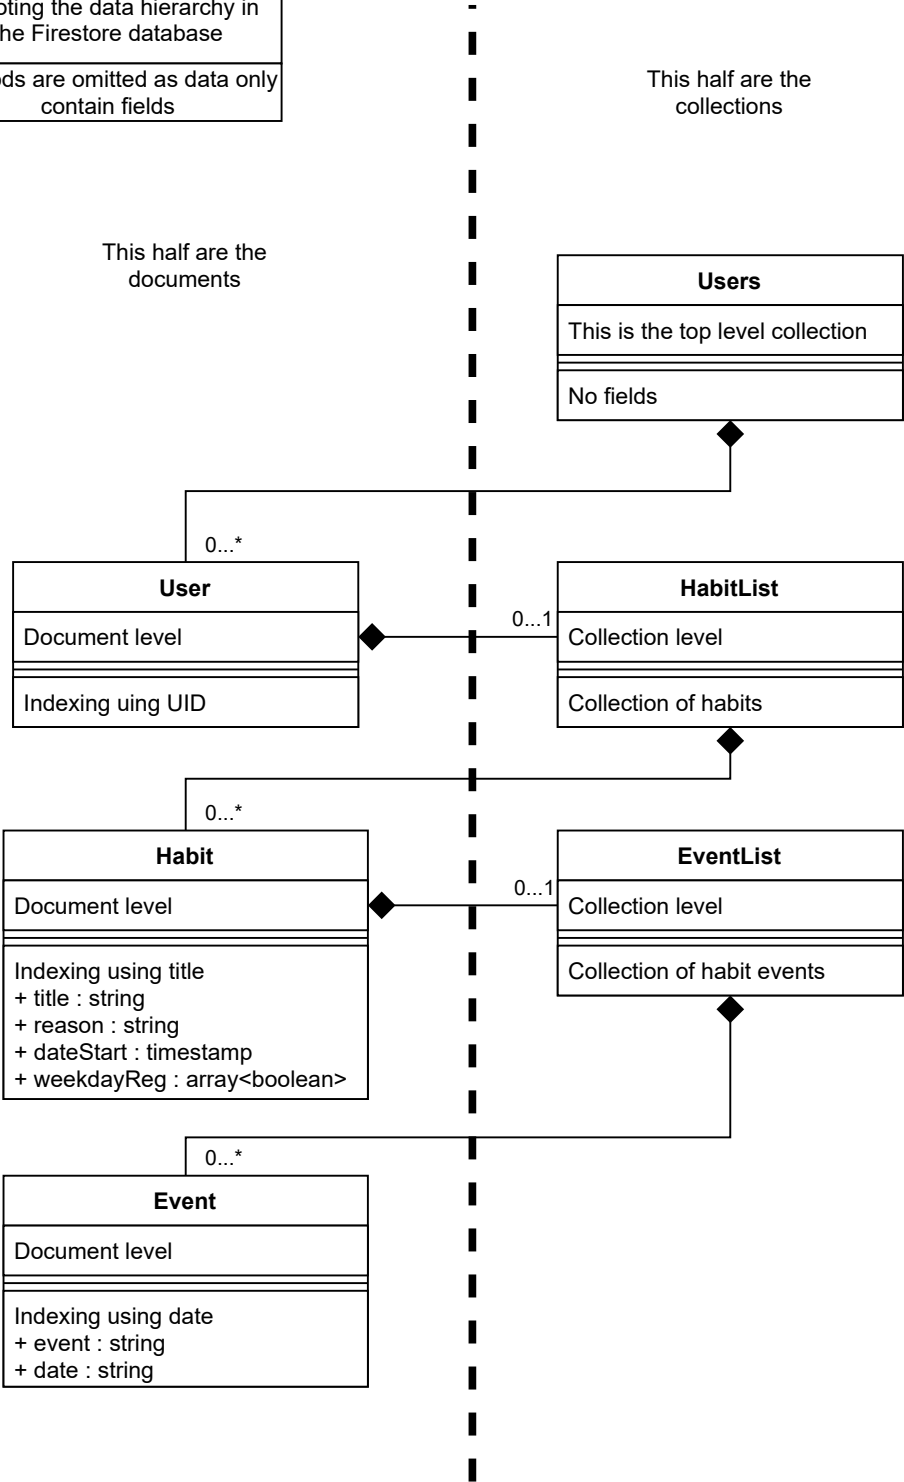 oting the data hierarchy in
he Firestore database
ds are omitted as data only
contain fields
This half are the
collections
This half are the
documents
Users
This is the top level collection
No fields
0...*
User
Document level
Indexing uing UID
0...1
HabitList
Collection level
Collection of habits
0...*
Habit
Document level
Indexing using title
+ title : string
+ reason : string
+ dateStart : timestamp
+ weekdayReg : array<boolean>
0...1
EventList
Collection level
Collection of habit events
0...*
Event
Document level
Indexing using date
+ event : string
+ date : string